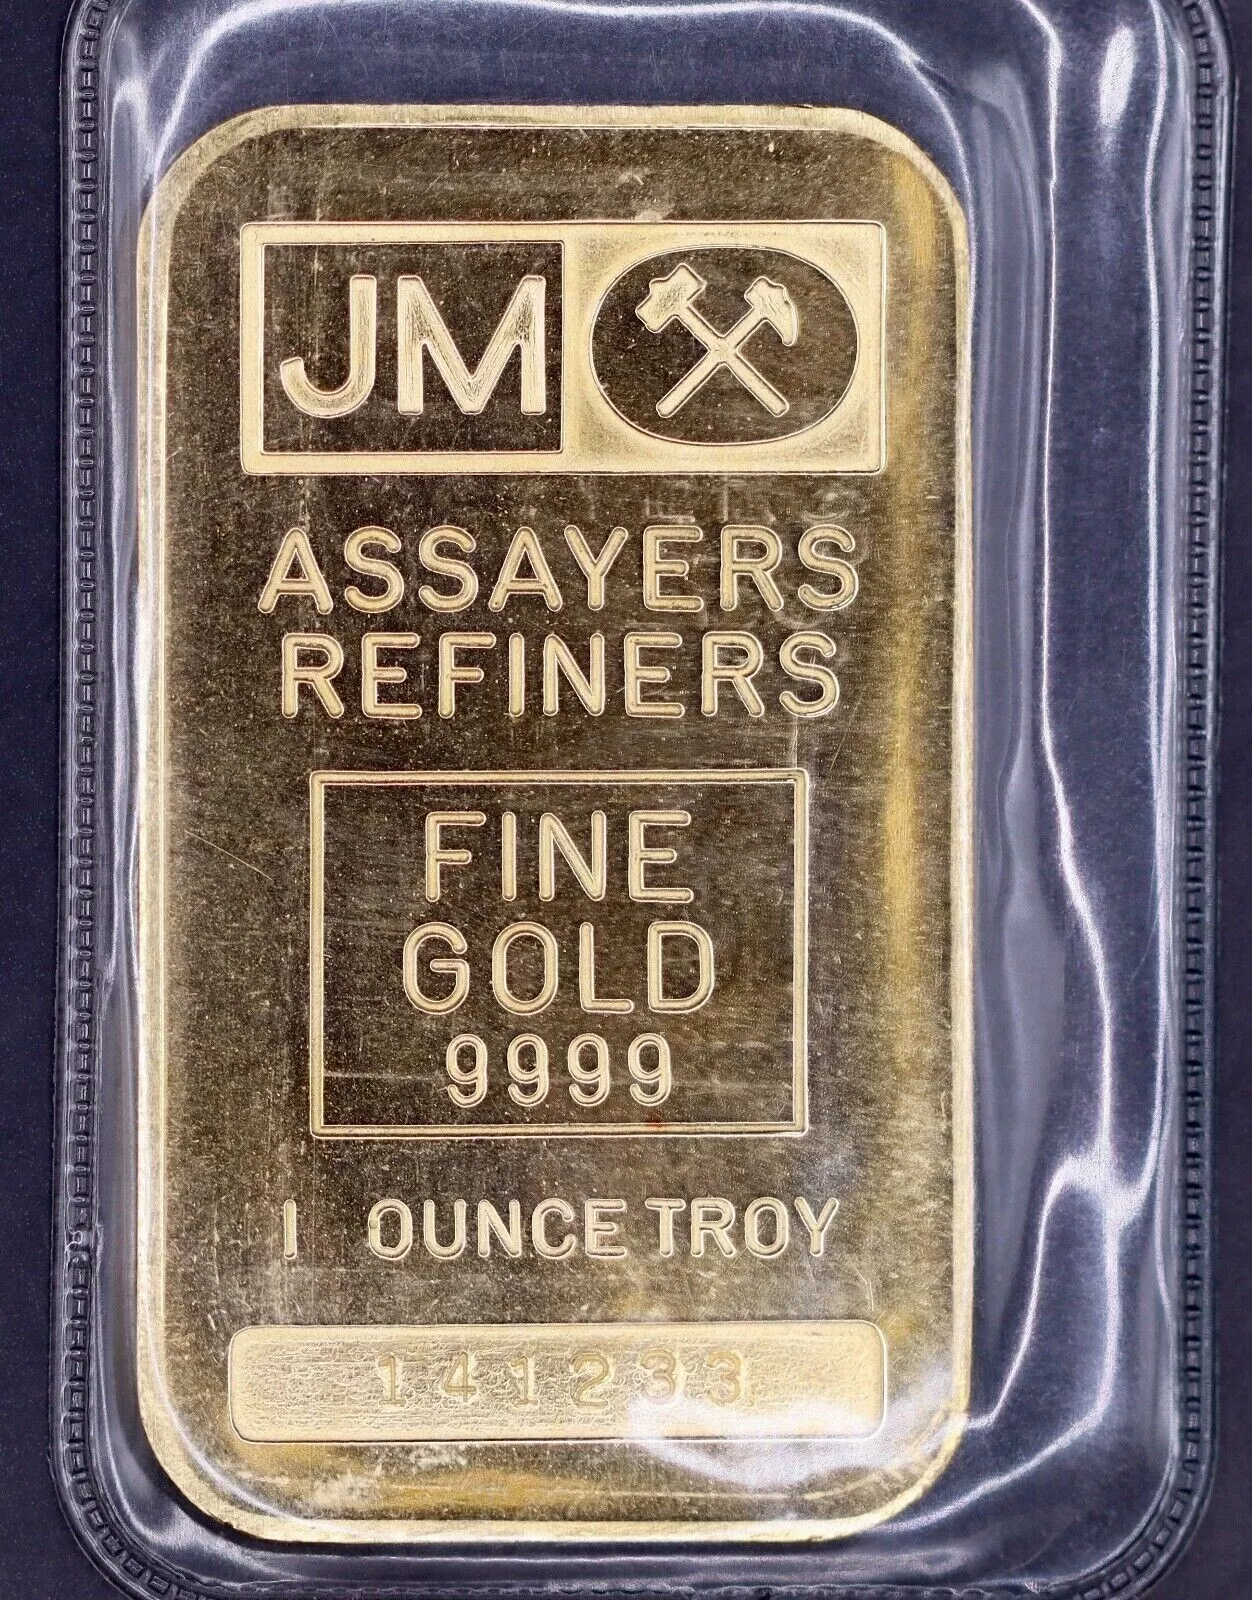 JM
ASSAYERS
REFINERS
FINE
GOLD
9999
1 OUNCE TROY
141233